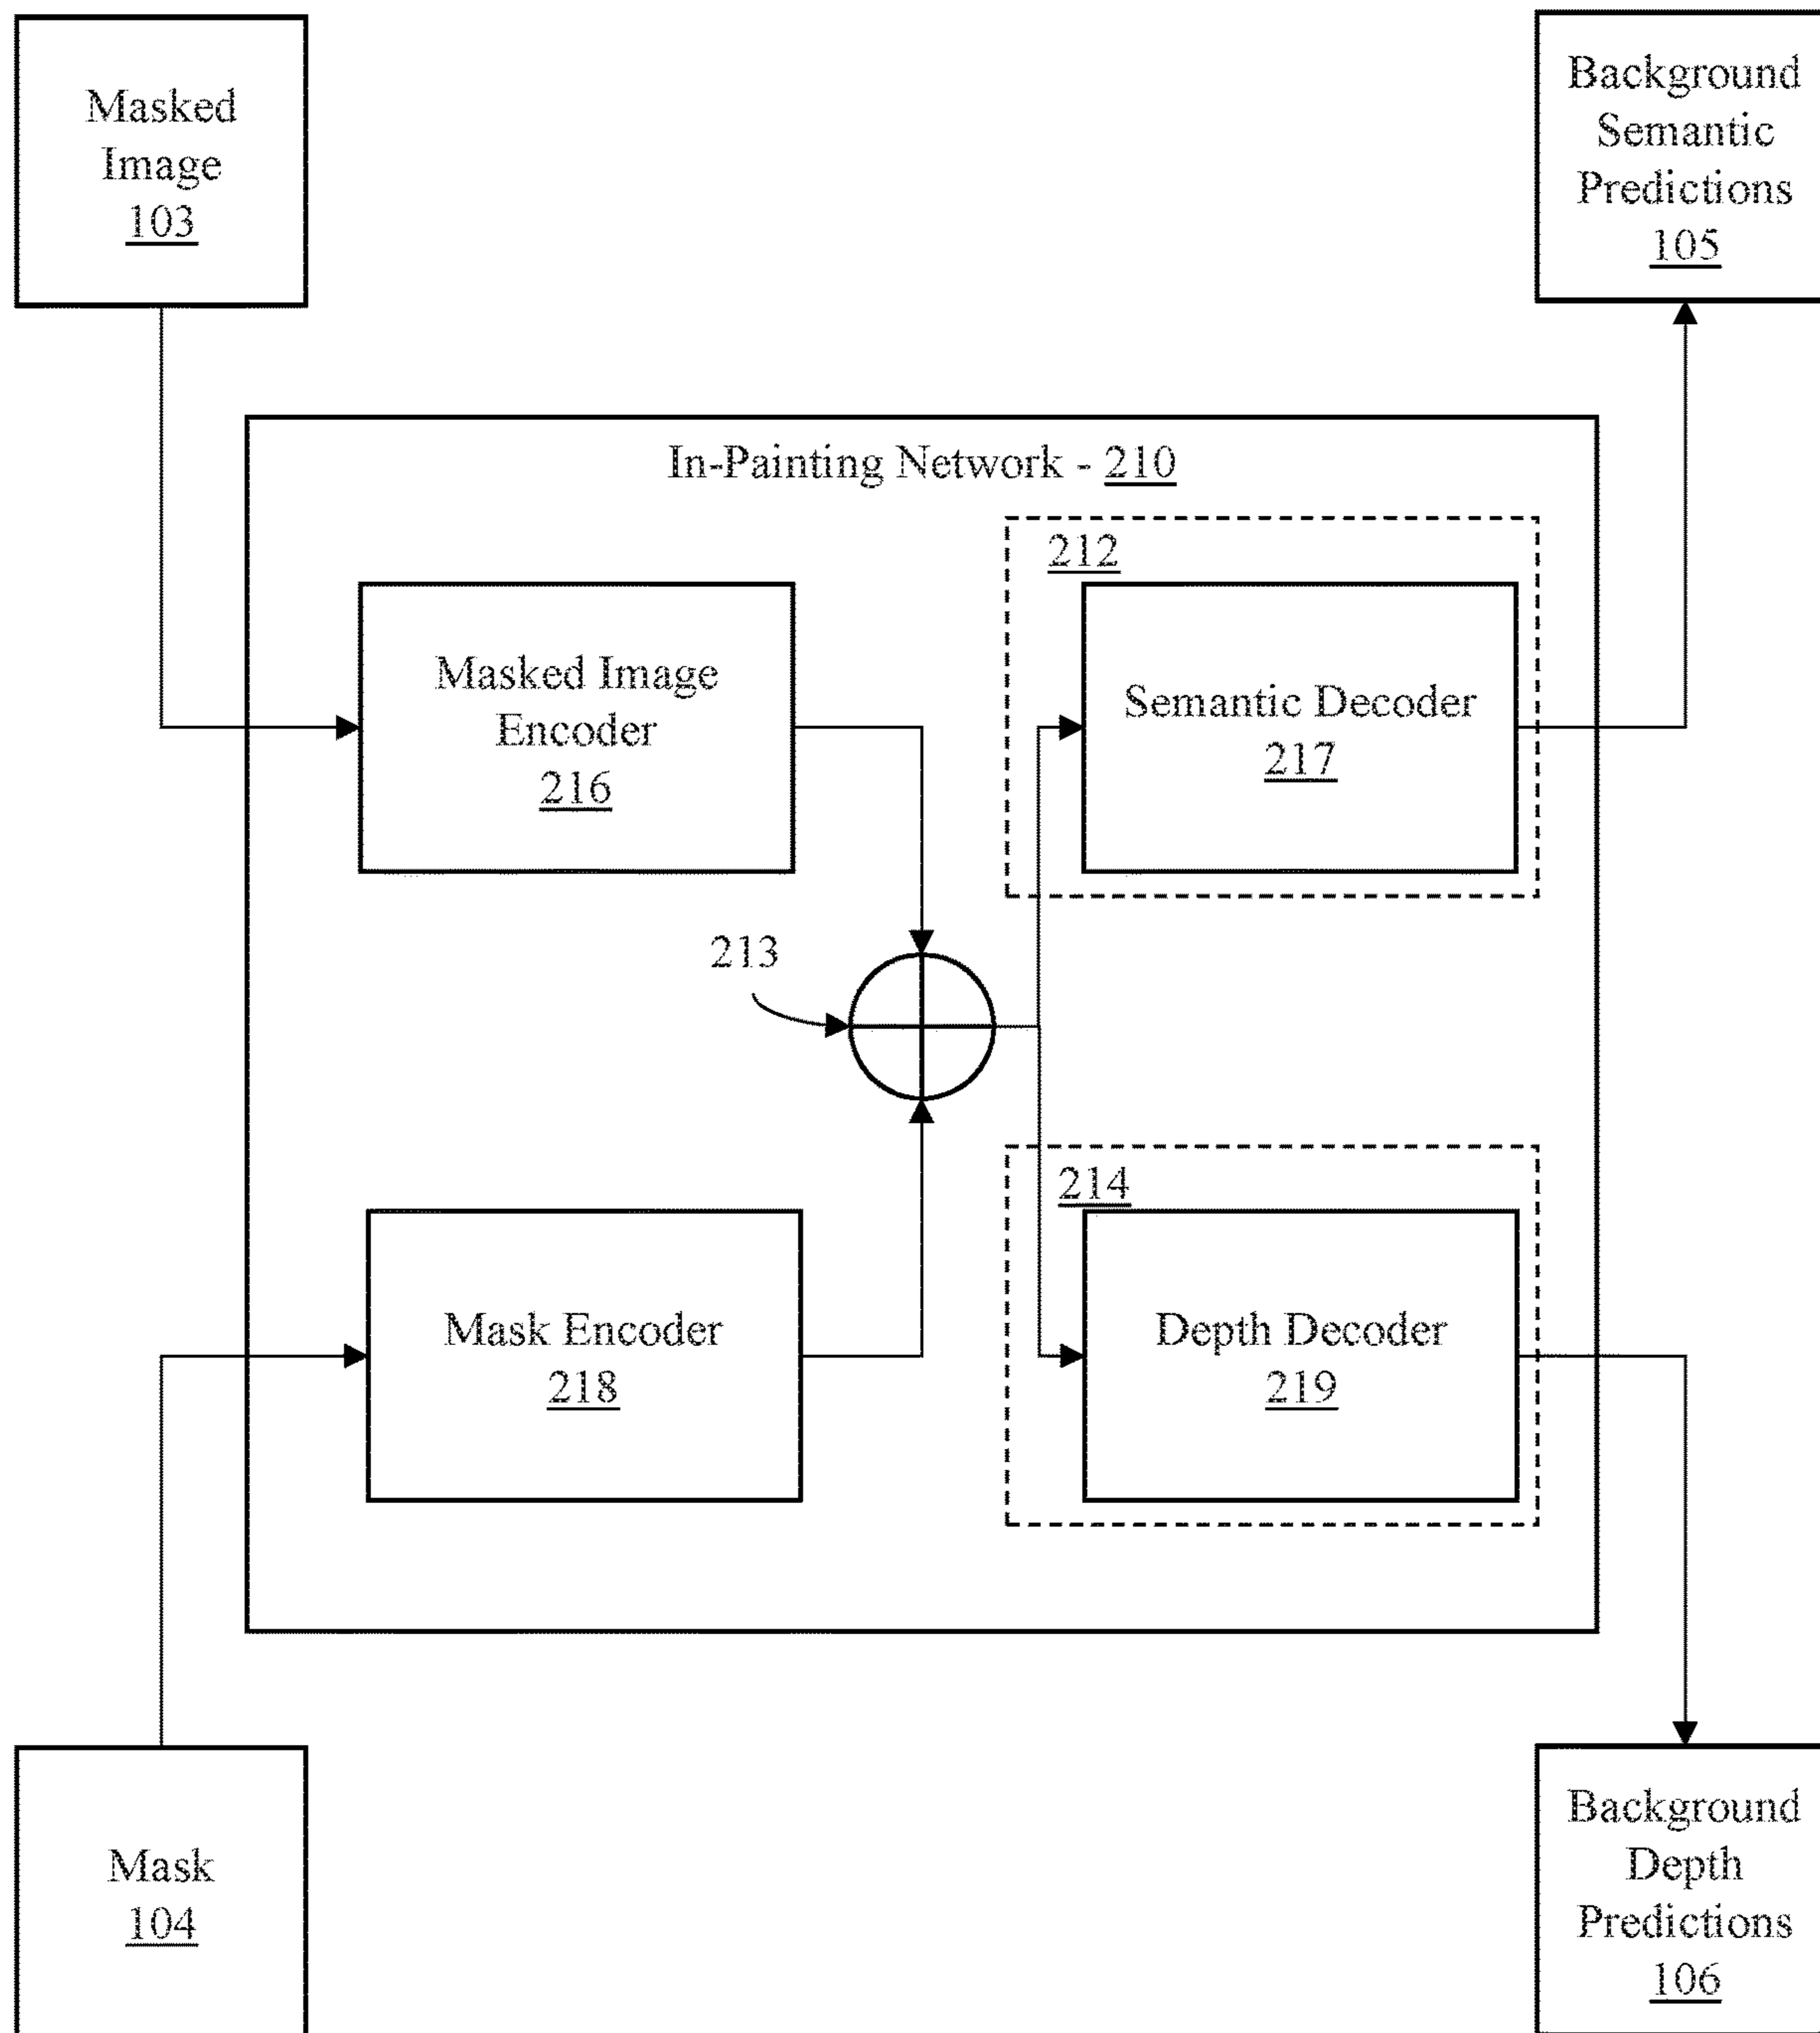 Masked
Image
103
Background
Semantic
Predictions
105
In-Painting Network - 210
Masked Image
Encoder
216
212
Semantic Decoder
217
213
Mask Encoder
218
214
Depth Decoder
219
Mask
104
Background
Depth
Predictions
106